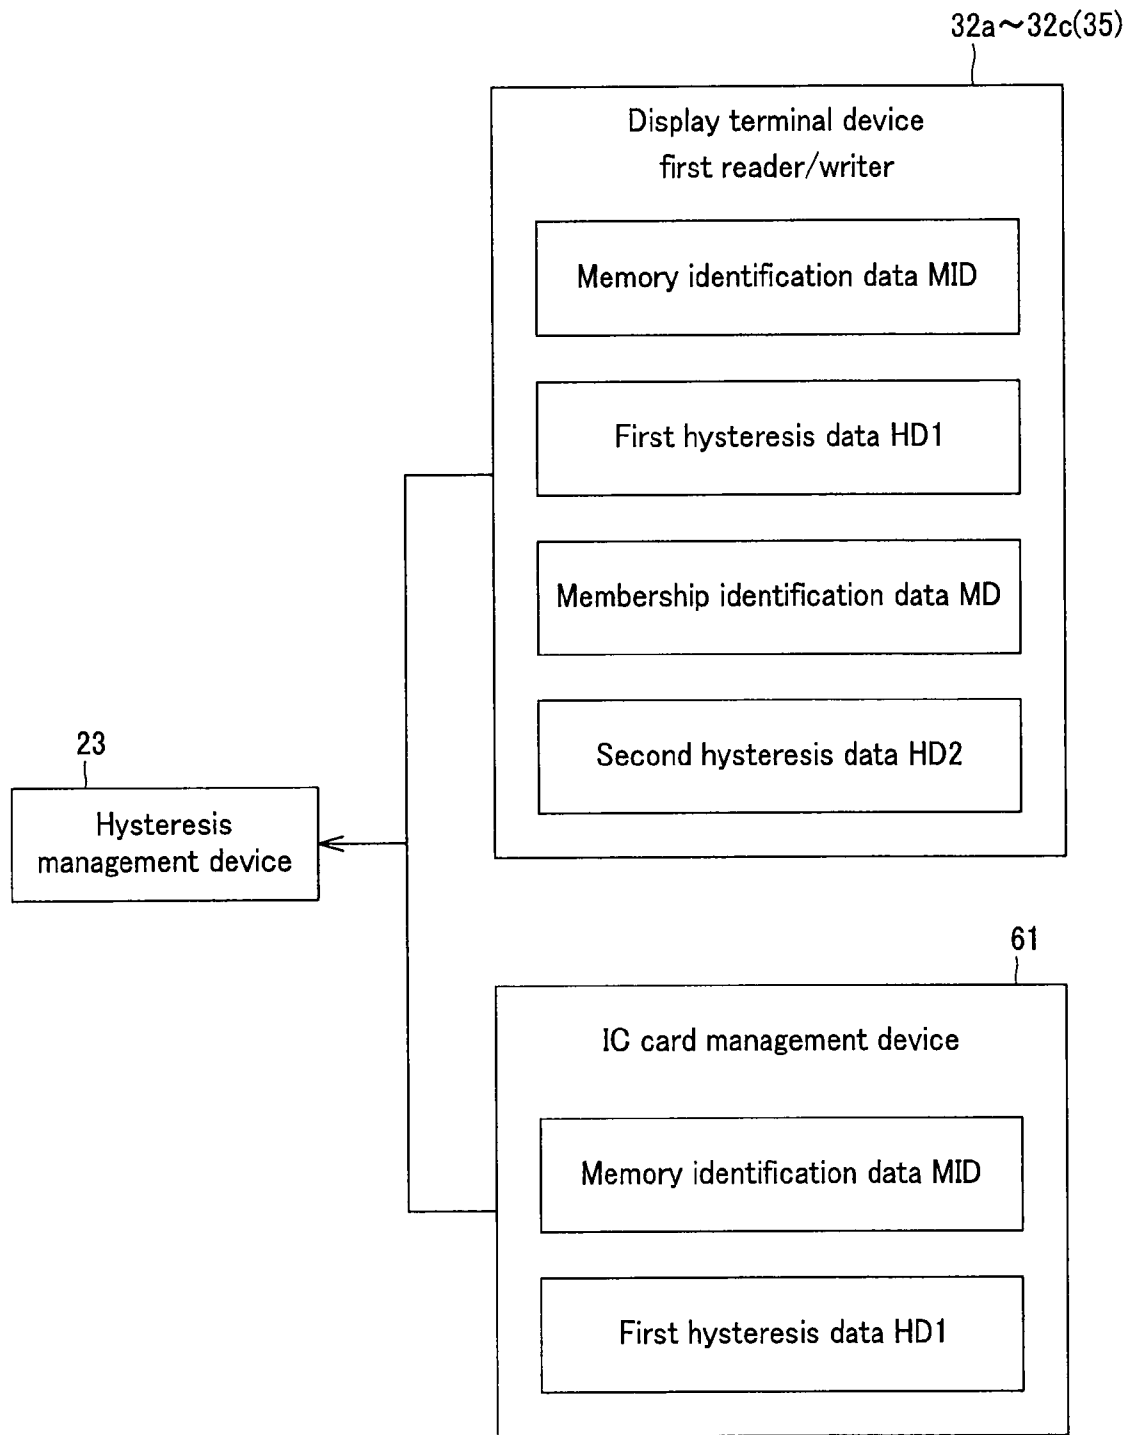 32a～32c(35)
Display terminal device
first reader/writer
Memory identification data MID
First hysteresis data HD1
Membership identification data MD
Second hysteresis data HD2
23
Hysteresis
management device
61
IC card management device
Memory identification data MID
First hysteresis data HD1